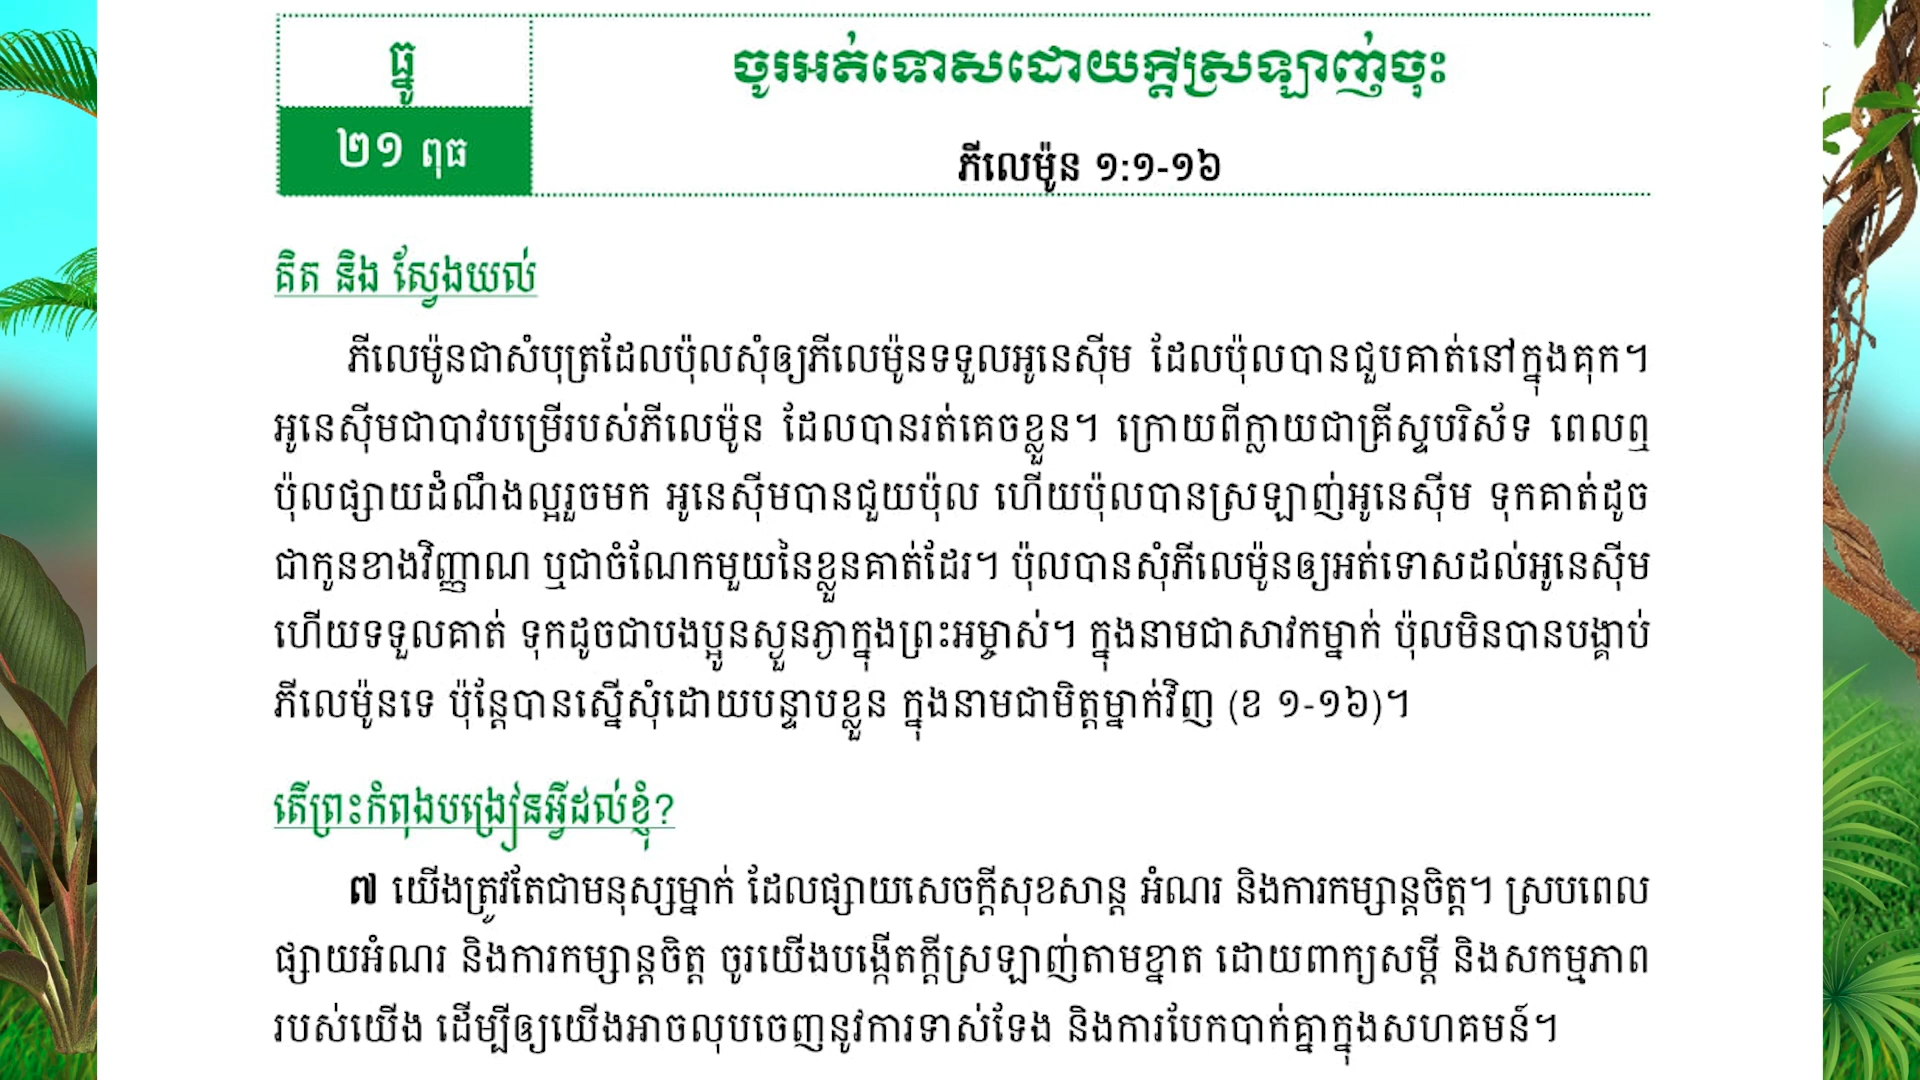 ធ្នូ
២១ ពុធ
ចូរអត់ទោសដោយក្ដីស្រឡាញ់ចុះ
ភីលេម៉ូន ១:១-១៦
គិត និង ស្វែងយល់
ភីលេម៉ូនជាសំបុត្រដែលប៉ុលសុំឲ្យភីលេម៉ូនទទួលអូនេស៊ីម ដែលប៉ុលបានជួបគាត់នៅក្នុងគុក។
អូនេស៊ីមជាបាវបម្រើរបស់ភីលេម៉ូន ដែលបានរត់គេចខ្លួន។ ក្រោយពីក្លាយជាគ្រីស្ទបរិស័ទ ពេលឮ
ប៉ុលផ្សាយដំណឹងល្អរួចមក អូនេស៊ីមបានជួយប៉ុល ហើយប៉ុលបានស្រឡាញ់អូនេស៊ីម ទុកគាត់ដូច
ជាកូនខាងវិញ្ញាណ ឬជាចំណែកមួយនៃខ្លួនគាត់ដែរ។ ប៉ុលបានសុំភីលេម៉ូនឲ្យអត់ទោសដល់អូនេស៊ីម
ហើយទទួលគាត់ ទុកដូចជាបងប្អូនស្ងួនភ្ងាក្នុងព្រះអម្ចាស់។ ក្នុងនាមជាសាវកម្នាក់ ប៉ុលមិនបានបង្គាប់
ភីលេម៉ូនទេ ប៉ុន្តែបានស្នើសុំដោយបន្ទាបខ្លួន ក្នុងនាមជាមិត្តម្នាក់វិញ (ខ ១-១៦)។
តើព្រះកំពុងបង្រៀនអ្វីដល់ខ្ញុំ?
៧ យើងត្រូវតែជាមនុស្សម្នាក់ ដែលផ្សាយសេចក្ដីសុខសាន្ត អំណរ និងការកម្សាន្តចិត្ត។ ស្របពេល
ផ្សាយអំណរ និងការកម្សាន្តចិត្ត ចូរយើងបង្កើតក្ដីស្រឡាញ់តាមខ្នាត ដោយពាក្យសម្ដី និងសកម្មភាព
របស់យើង ដើម្បីឲ្យយើងអាចលុបចេញនូវការទាស់ទែង និងការបែកបាក់គ្នាក្នុងសហគមន៍។